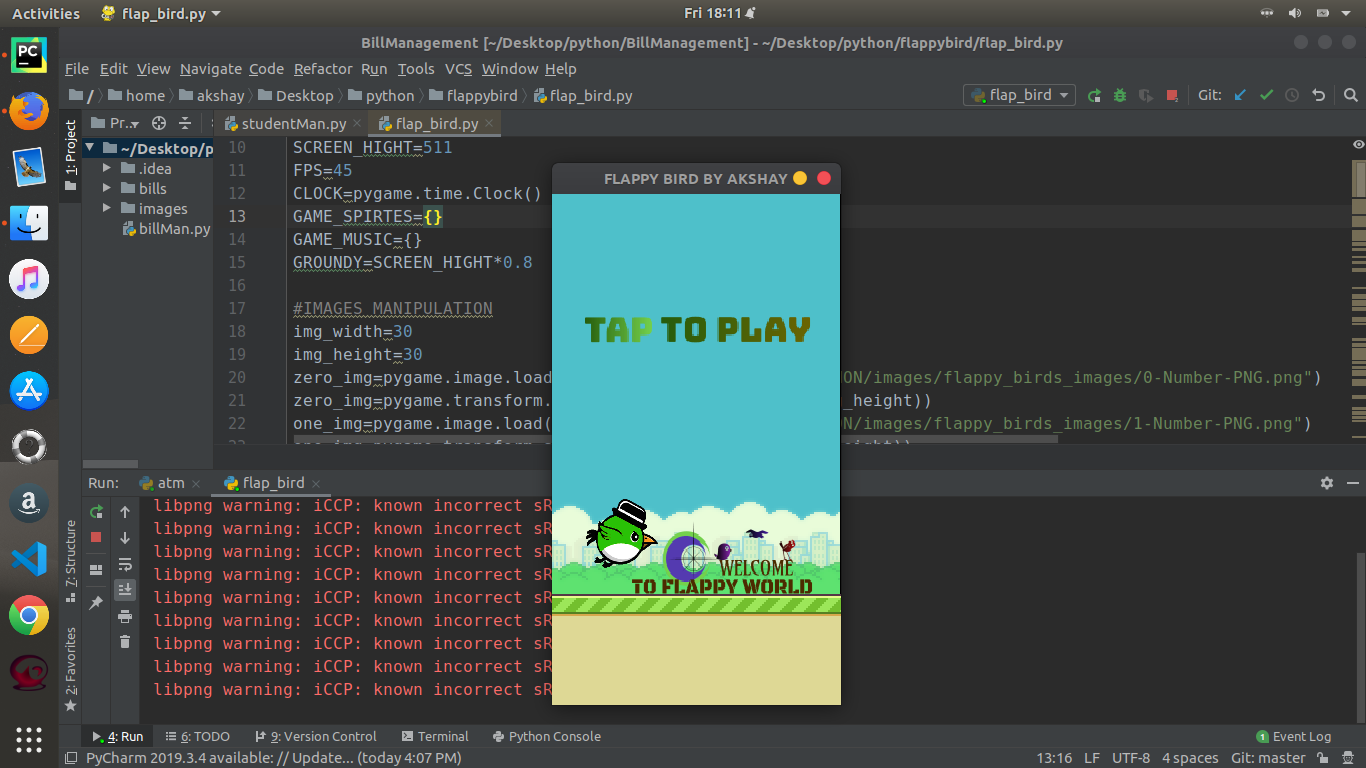 Activities flap_bird.py Fri 18:11
BillManagement [~/Desktop/python/BillManagement] - ~/Desktop/python/flappybird/flap_bird.py
File Edit View Navigate Code Refactor Run Tools VCS Window Help
/ home akshay Desktop python flappybird flap_bird.py flap_bird Git:
1: Project Pr.. studentMan.py flap_bird.py
~/Desktop/p
.idea
bills
images
billMan.py
10 SCREEN_HIGHT=511
11 FPS=45
12 CLOCK=pygame.time.Clock()
13 GAME_SPIRTES={}
14 GAME_MUSIC={}
15 GROUNDY=SCREEN_HIGHT*0.8
16
17 #IMAGES MANIPULATION
18 img_width=30
19 img_height=30
20 zero_img=pygame.image.load ON/images/flappy_birds_images/0-Number-PNG.png")
21 zero_img=pygame.transform. _height))
22 one_img=pygame.image.load( ON/images/flappy_birds_images/1-Number-PNG.png")
FLAPPY BIRD BY AKSHAY
TAP TO PLAY
WELCOME
TO FLAPPY WORLD
Run: atm flap_bird
libpng warning: iCCP: known incorrect sR
libpng warning: iCCP: known incorrect sR
libpng warning: iCCP: known incorrect sR
libpng warning: iCCP: known incorrect sR
libpng warning: iCCP: known incorrect sR
libpng warning: iCCP: known incorrect sR
libpng warning: iCCP: known incorrect sR
libpng warning: iCCP: known incorrect sR
libpng warning: iCCP: known incorrect sR
7: Structure
2: Favorites
4: Run 6: TODO 9: Version Control Terminal Python Console 1 Event Log
PyCharm 2019.3.4 available: // Update... (today 4:07 PM) 13:16 LF UTF-8 4 spaces Git: master